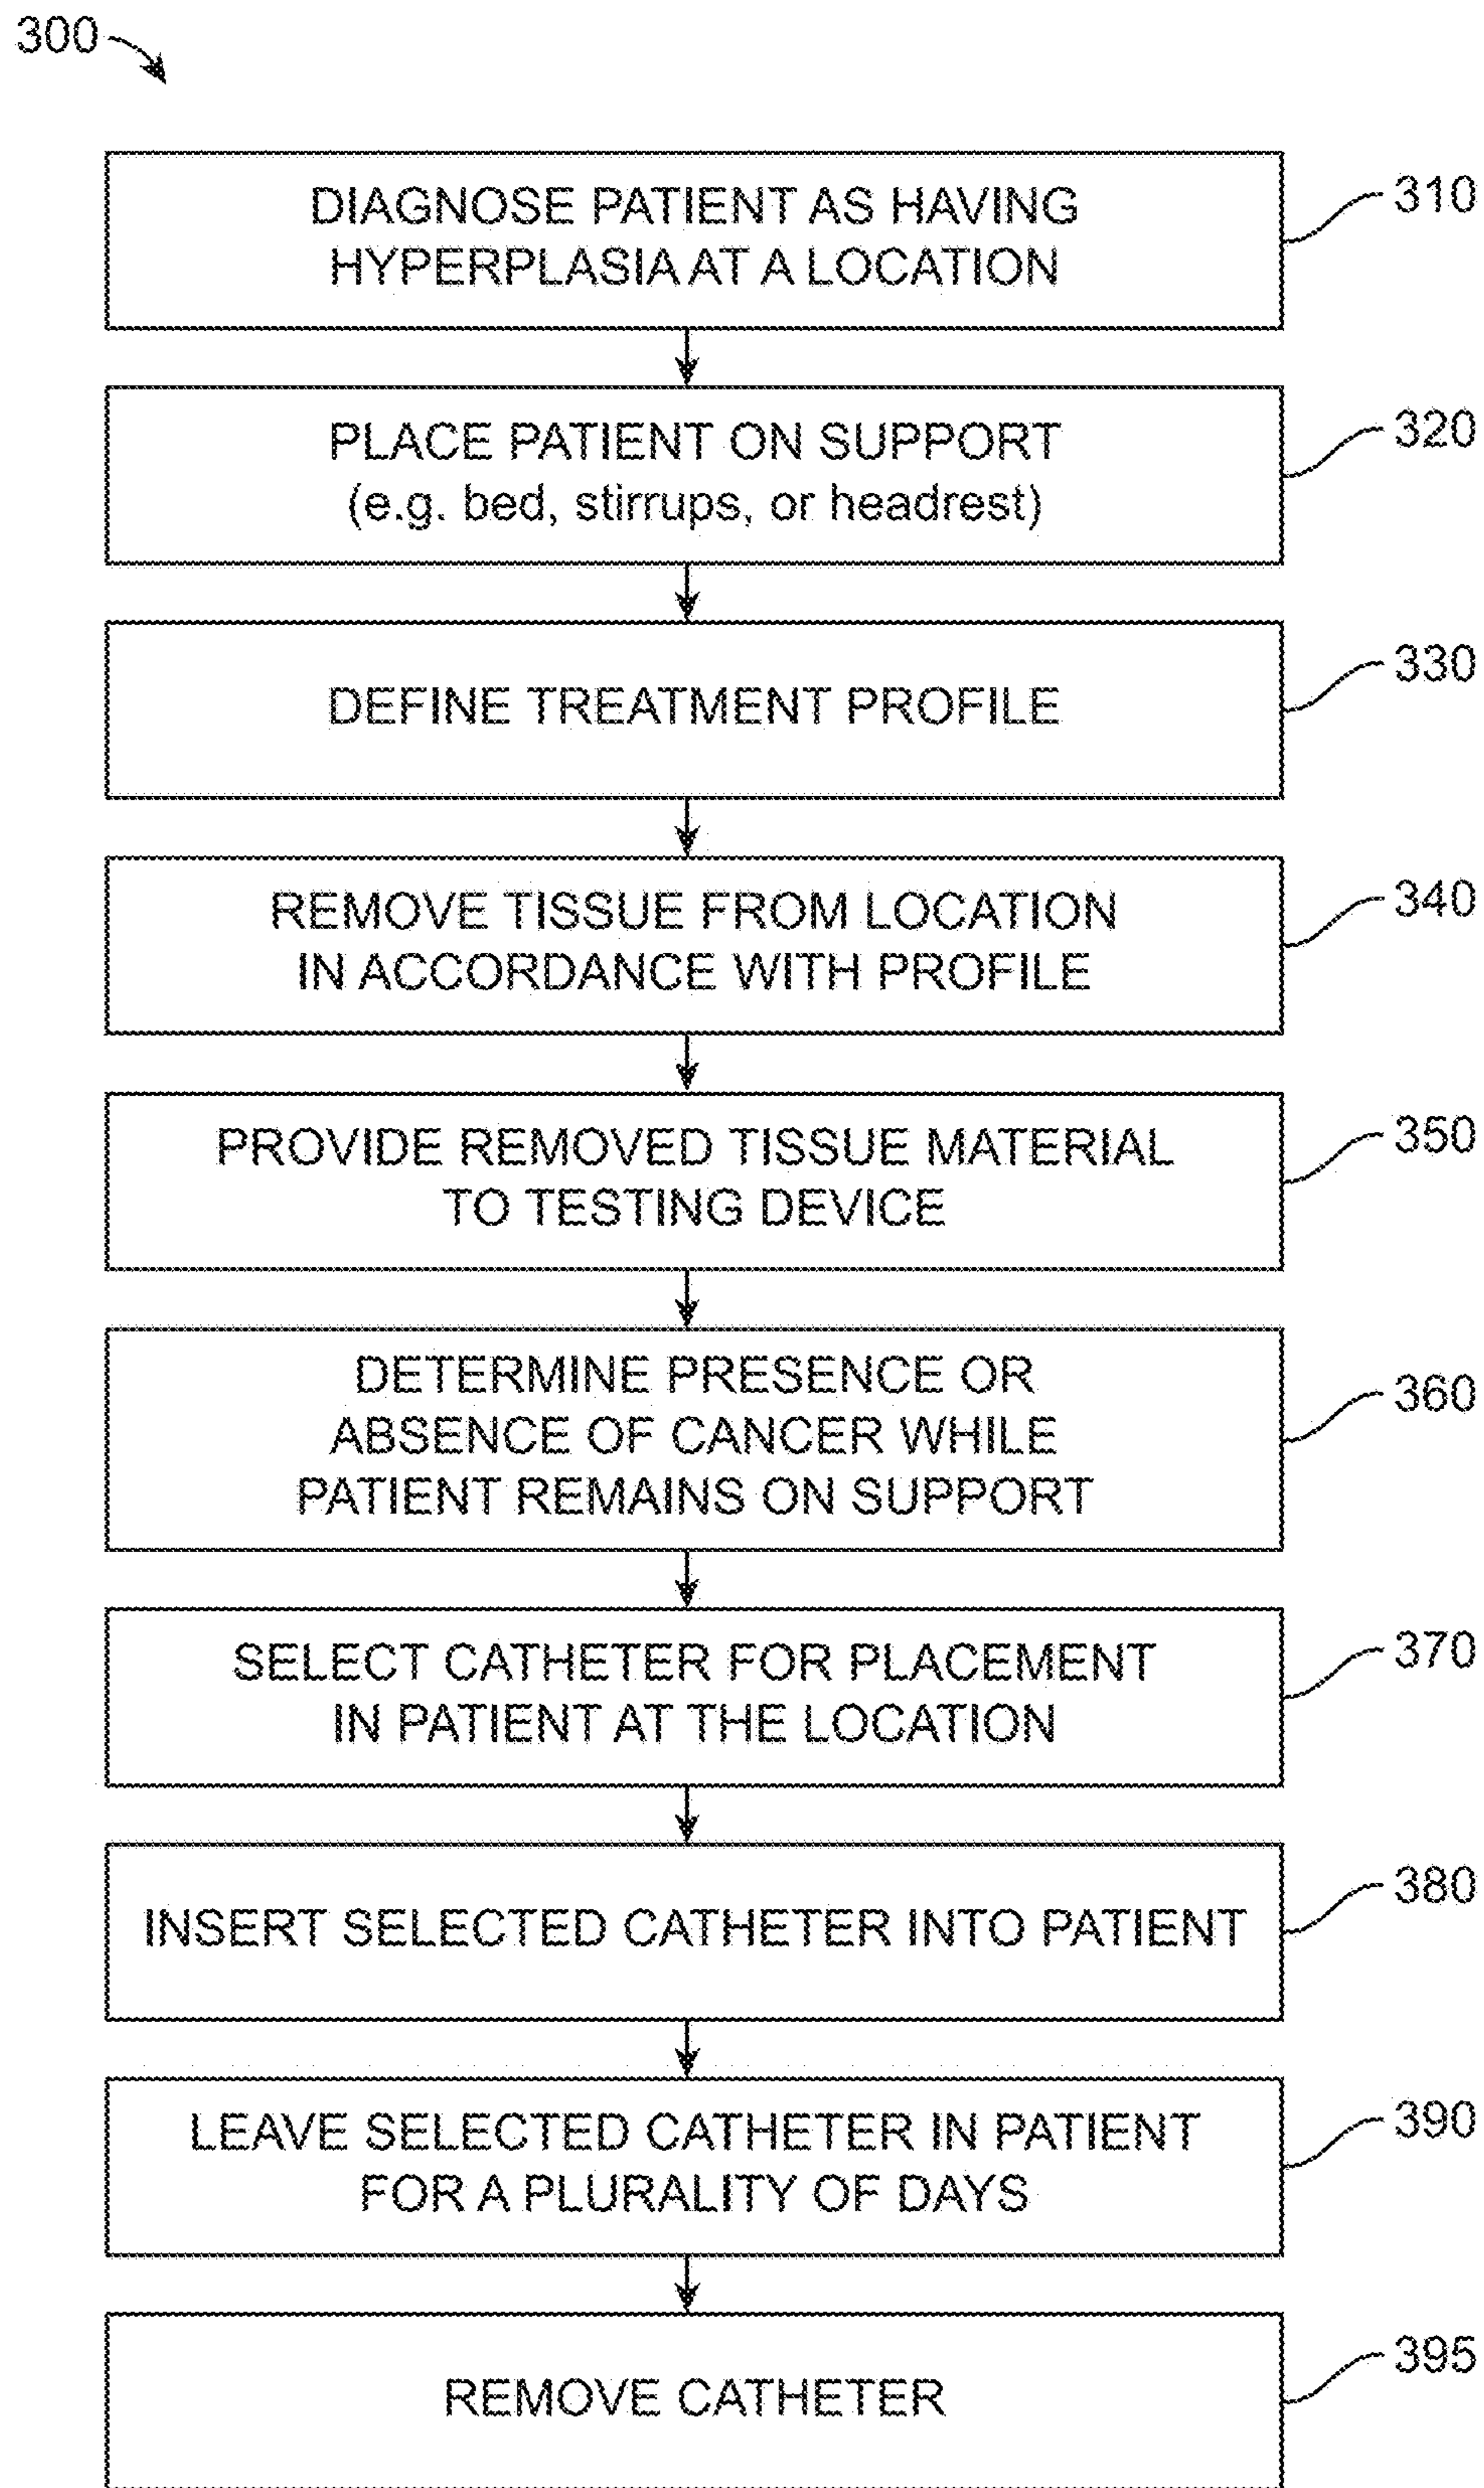 300
DIAGNOSE PATIENT AS HAVING
HYPERPLASIA AT A LOCATION
310
PLACE PATIENT ON SUPPORT
(e.g. bed, stirrups, or headrest)
320
DEFINE TREATMENT PROFILE
330
REMOVE TISSUE FROM LOCATION
IN ACCORDANCE WITH PROFILE
340
PROVIDE REMOVED TISSUE MATERIAL
TO TESTING DEVICE
350
DETERMINE PRESENCE OR
ABSENCE OF CANCER WHILE
PATIENT REMAINS ON SUPPORT
360
SELECT CATHETER FOR PLACEMENT
IN PATIENT AT THE LOCATION
370
INSERT SELECTED CATHETER INTO PATIENT
380
LEAVE SELECTED CATHETER IN PATIENT
FOR A PLURALITY OF DAYS
390
REMOVE CATHETER
395